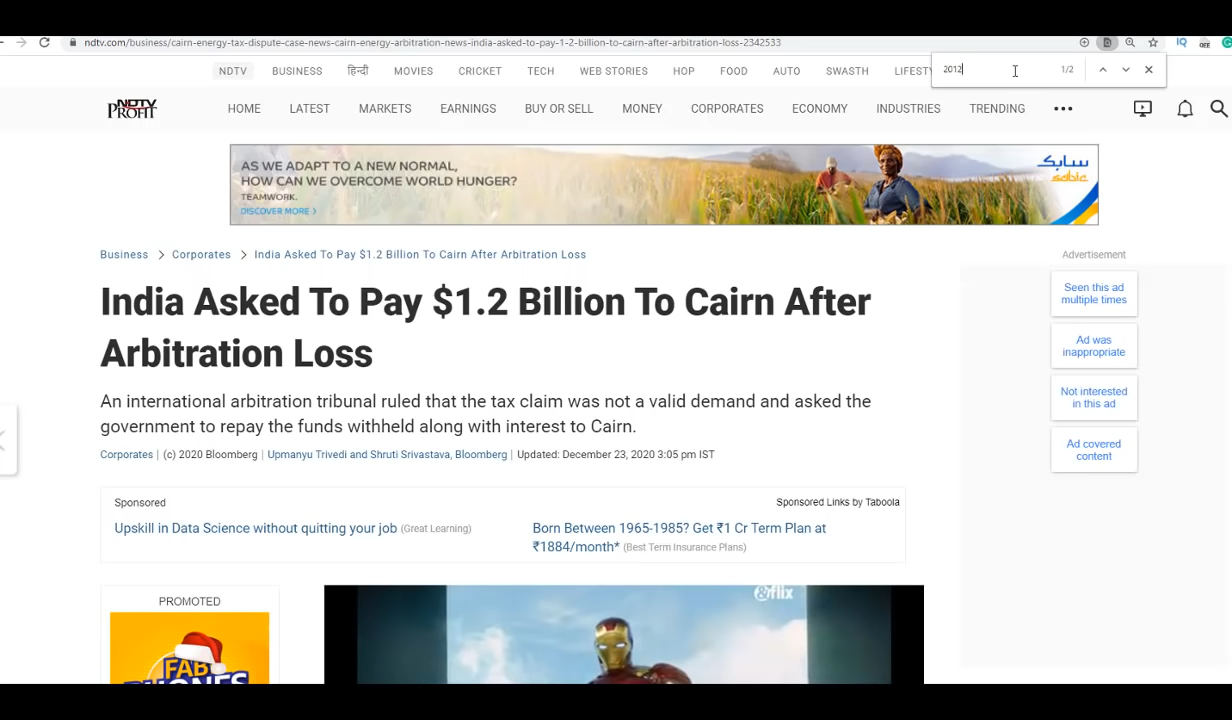 ndtv.com/business/cairn-energy-tax-dispute-case-news-cairn-energy-arbitration-news-india-asked-to-pay-1-2-billion-to-cairn-after-arbitration-loss-2342533
IQ
2012 1/2
NDTV BUSINESS हिन्दी MOVIES CRICKET TECH WEB STORIES HOP FOOD AUTO SWASTH LIFESTY
NDTV PROFIT
HOME LATEST MARKETS EARNINGS BUY OR SELL MONEY CORPORATES ECONOMY INDUSTRIES TRENDING
AS WE ADAPT TO A NEW NORMAL,
HOW CAN WE OVERCOME WORLD HUNGER?
TEAMWORK.
DISCOVER MORE >
سابك
sabic
Business > Corporates > India Asked To Pay $1.2 Billion To Cairn After Arbitration Loss
Advertisement
India Asked To Pay $1.2 Billion To Cairn After
Arbitration Loss
Seen this ad
multiple times
Ad was
inappropriate
Not interested
in this ad
Ad covered
content
An international arbitration tribunal ruled that the tax claim was not a valid demand and asked the
government to repay the funds withheld along with interest to Cairn.
Corporates | (c) 2020 Bloomberg | Upmanyu Trivedi and Shruti Srivastava, Bloomberg | Updated: December 23, 2020 3:05 pm IST
Sponsored
Sponsored Links by Taboola
Upskill in Data Science without quitting your job (Great Learning)
Born Between 1965-1985? Get ₹1 Cr Term Plan at
₹1884/month* (Best Term Insurance Plans)
PROMOTED
&flix
FAB
PHONES